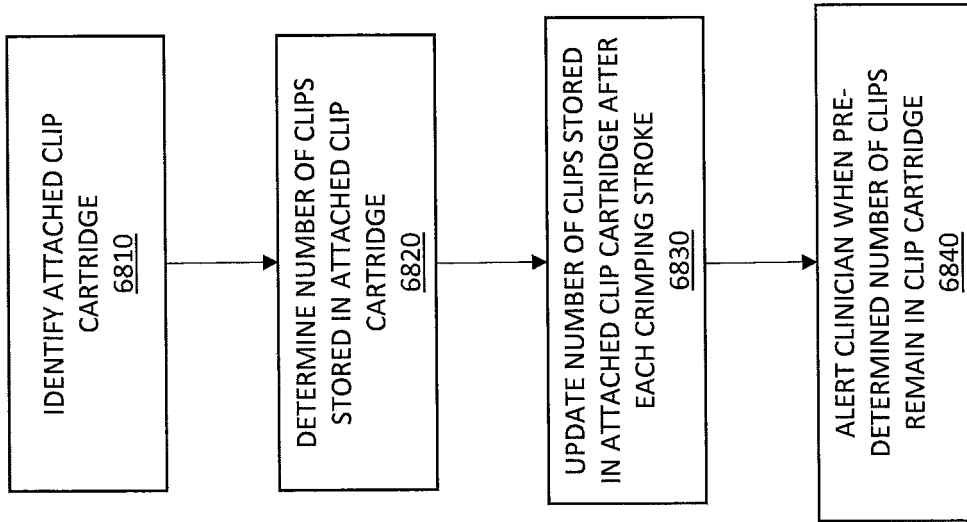 IDENTIFY ATTACHED CLIP
CARTRIDGE
6810
DETERMINE NUMBER OF CLIPS
STORED IN ATTACHED CLIP
CARTRIDGE
6820
UPDATE NUMBER OF CLIPS STORED
IN ATTACHED CLIP CARTRIDGE AFTER
EACH CRIMPING STROKE
6830
ALERT CLINICIAN WHEN PRE-
DETERMINED NUMBER OF CLIPS
REMAIN IN CLIP CARTRIDGE
6840